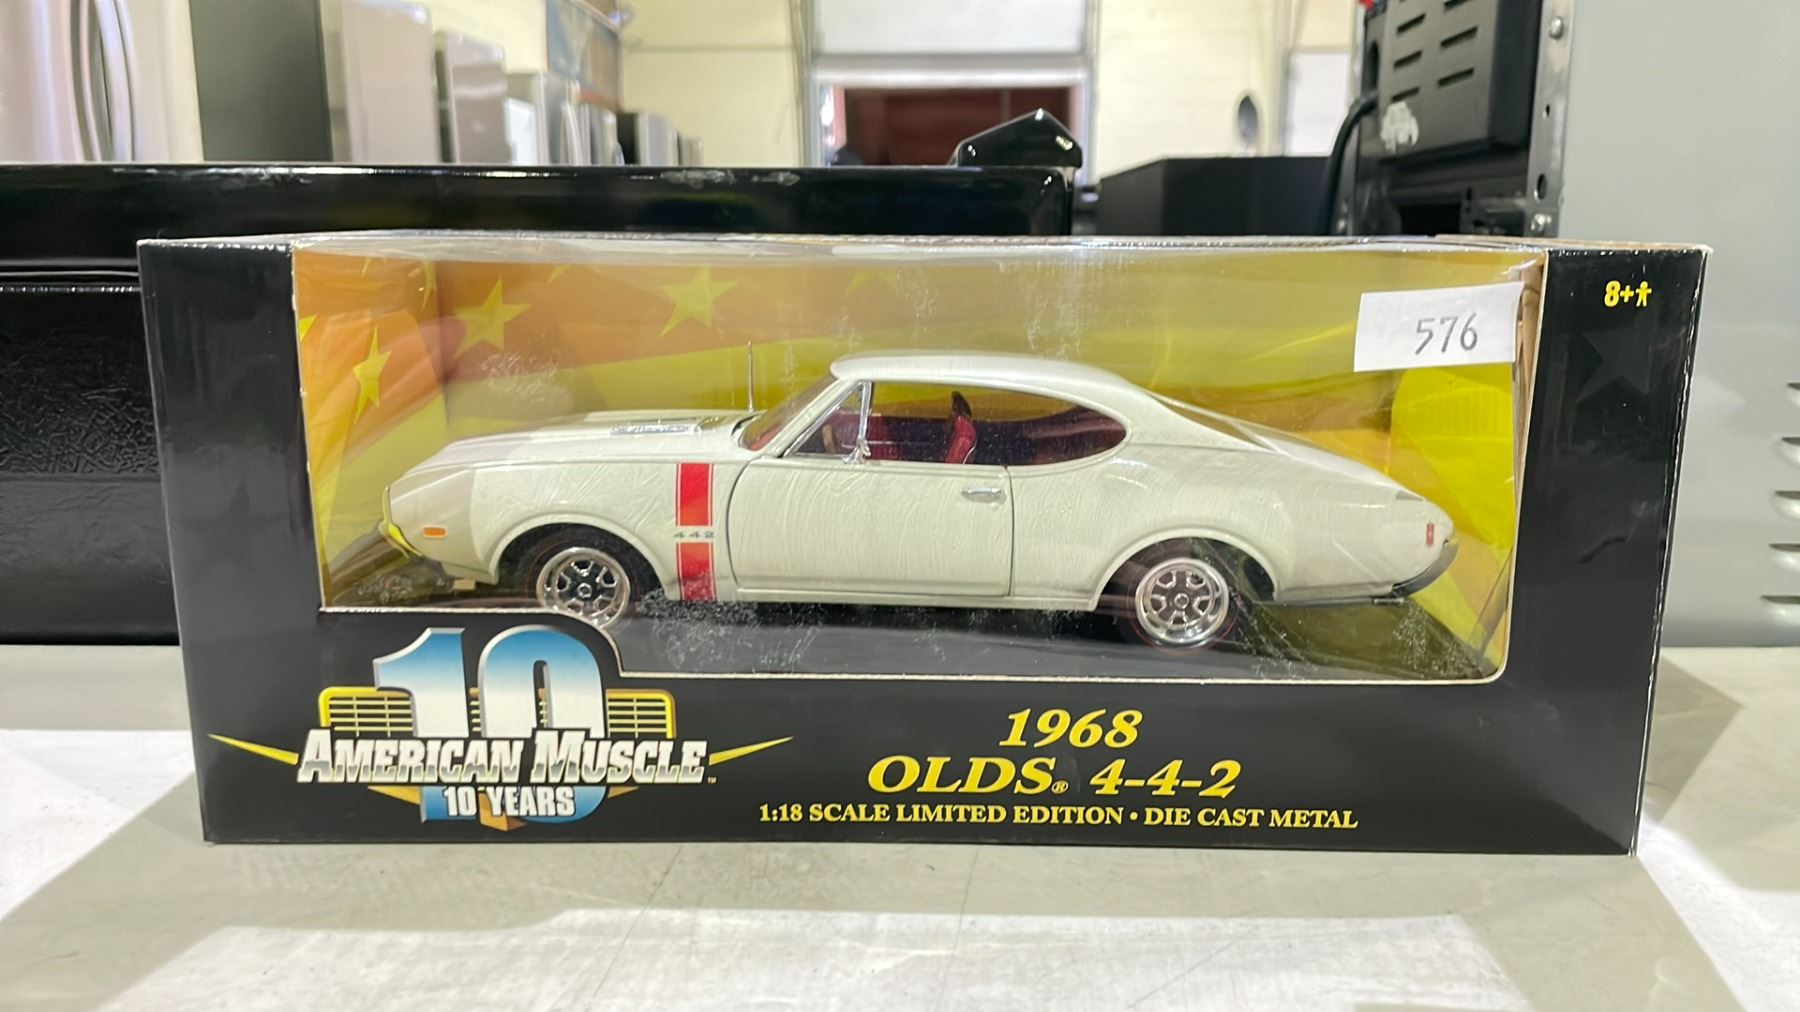 8+
576
442
10
AMERICAN MUSCLE™
10 YEARS
1968
OLDS® 4-4-2
1:18 SCALE LIMITED EDITION • DIE CAST METAL